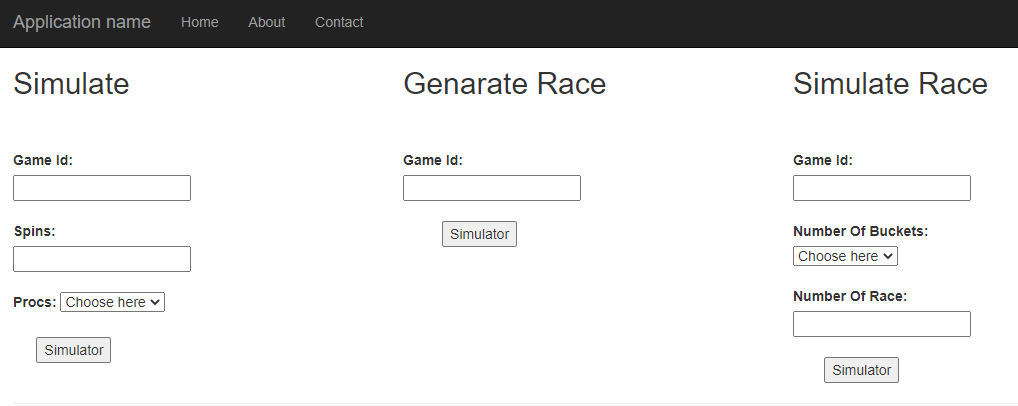 Application name Home About Contact
Simulate
Game Id:
Spins:
Procs: Choose here
Simulator
Genarate Race
Game Id:
Simulator
Simulate Race
Game Id:
Number Of Buckets:
Choose here
Number Of Race:
Simulator